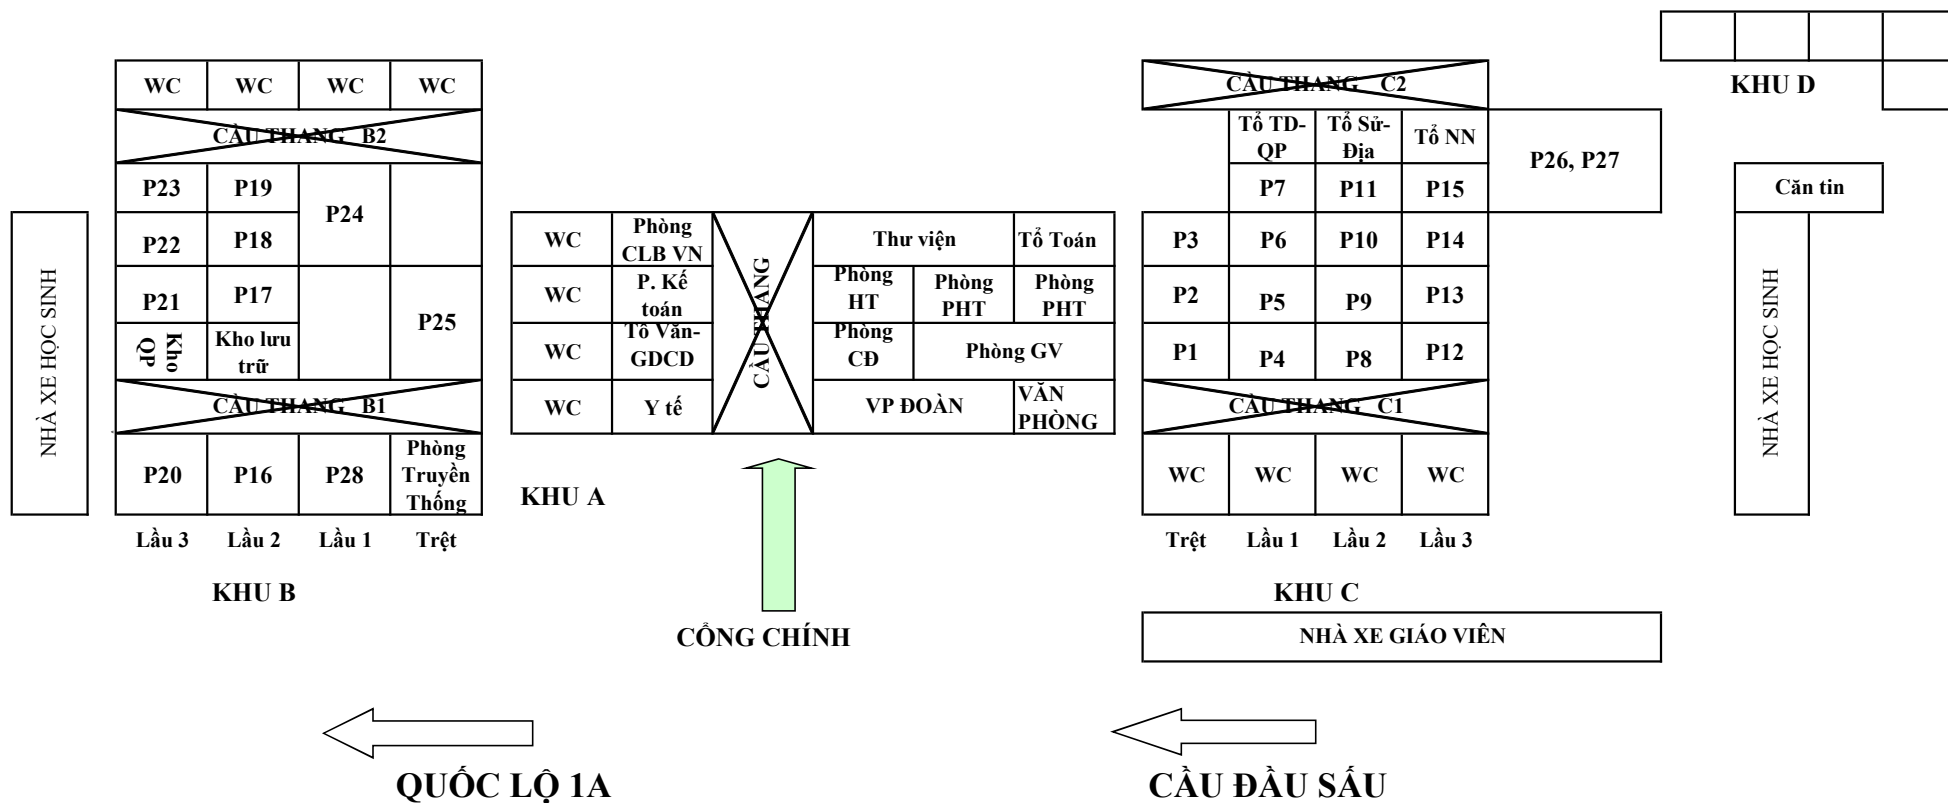 WC
WC
WC
WC
CẦU THANG B2
P23
P19
P24
P22
P18
P21
P17
P25
Kho
QP
Kho lưu
trữ
CẦU THANG B1
P20
P16
P28
Phòng
Truyền
Thống
Lầu 3
Lầu 2
Lầu 1
Trệt
KHU B
NHÀ XE HỌC SINH
WC
Phòng
CLB VN
CẦU THANG
Thư viện
Tổ Toán
WC
P. Kế
toán
Phòng
HT
Phòng
PHT
Phòng
PHT
WC
Tổ Văn-
GDCD
Phòng
CĐ
Phòng GV
WC
Y tế
VP ĐOÀN
VĂN
PHÒNG
KHU A
CỔNG CHÍNH
CẦU THANG C2
Tổ TD-
QP
Tổ Sử-
Địa
Tổ NN
P26, P27
P7
P11
P15
P3
P6
P10
P14
P2
P5
P9
P13
P1
P4
P8
P12
CẦU THANG C1
WC
WC
WC
WC
Trệt
Lầu 1
Lầu 2
Lầu 3
KHU C
NHÀ XE GIÁO VIÊN
KHU D
Căn tin
NHÀ XE HỌC SINH
QUỐC LỘ 1A
CẦU ĐẦU SẤU